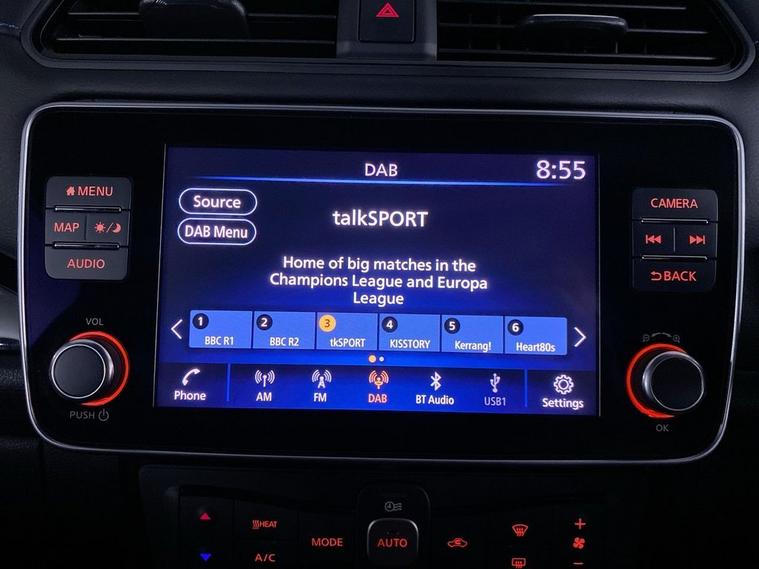 DAB
8:55
MENU
MAP
AUDIO
Source
DAB Menu
talkSPORT
Home of big matches in the
Champions League and Europa
League
CAMERA
BACK
1 2 3 4 5 6
BBC R1 BBC R2 tkSPORT KISSTORY Kerrang! Heart80s
VOL
PUSH
OK
Phone AM FM DAB BT Audio USB1 Settings
HEAT
A/C
MODE
AUTO
+
−